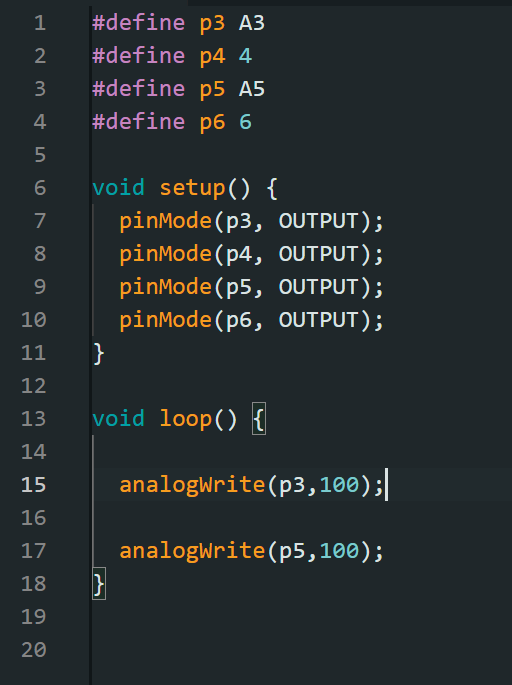 1 #define p3 A3
2 #define p4 4
3 #define p5 A5
4 #define p6 6
5
6 void setup() {
7 pinMode(p3, OUTPUT);
8 pinMode(p4, OUTPUT);
9 pinMode(p5, OUTPUT);
10 pinMode(p6, OUTPUT);
11 }
12
13 void loop() {
14
15 analogWrite(p3,100);
16
17 analogWrite(p5,100);
18 }
19
20